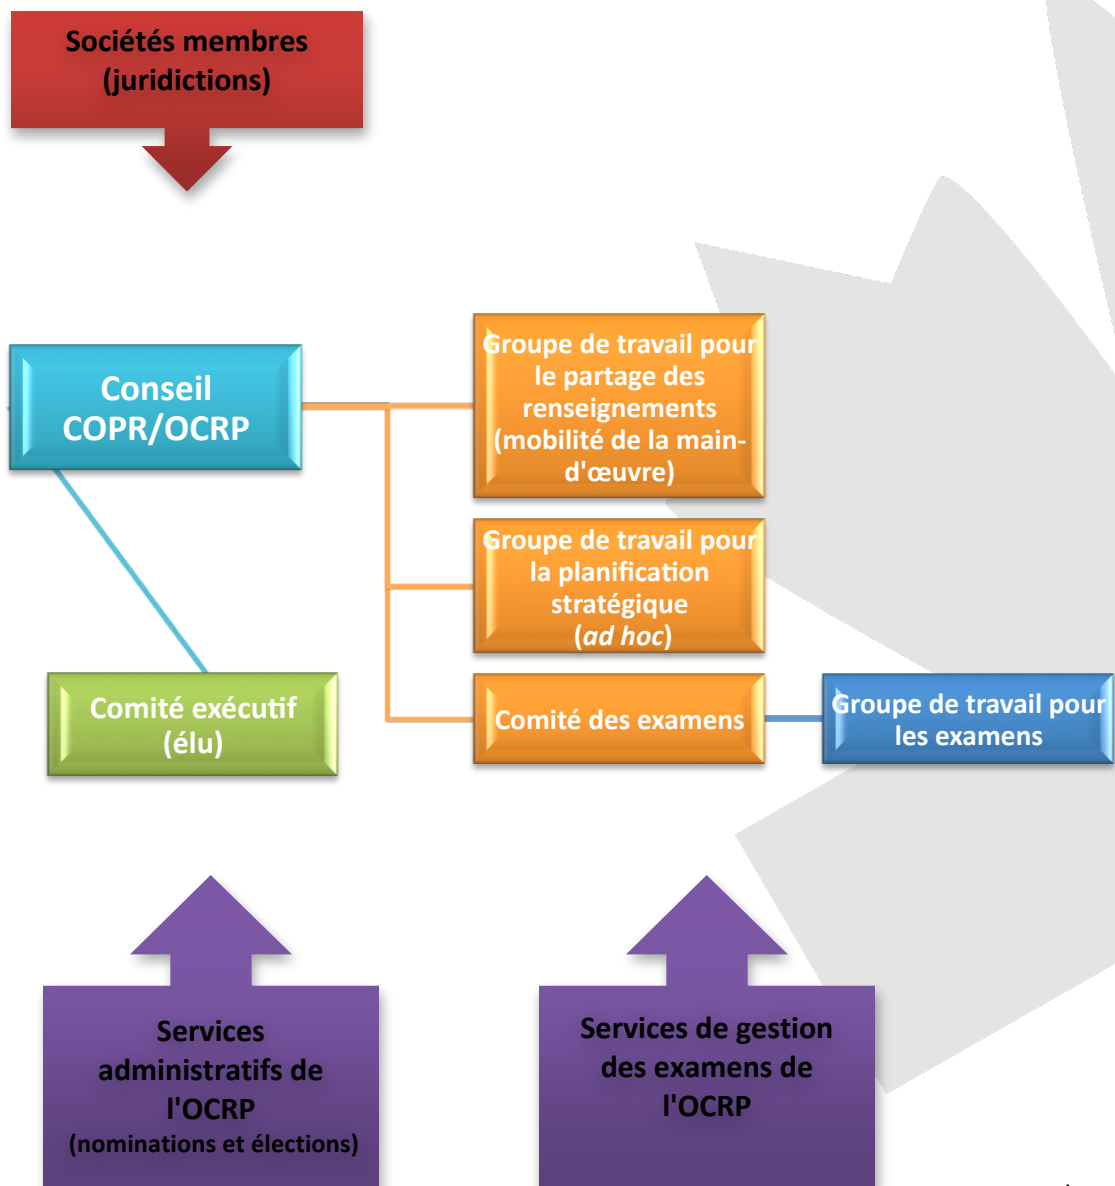 Sociétés membres
(juridictions)
Conseil
COPR/OCRP
Groupe de travail pour
le partage des
renseignements
(mobilité de la main-
d'œuvre)
Groupe de travail pour
la planification
stratégique
(ad hoc)
Comité exécutif
(élu)
Comité des examens
Groupe de travail pour
les examens
Services
administratifs de
l'OCRP
(nominations et élections)
Services de gestion
des examens de
l'OCRP